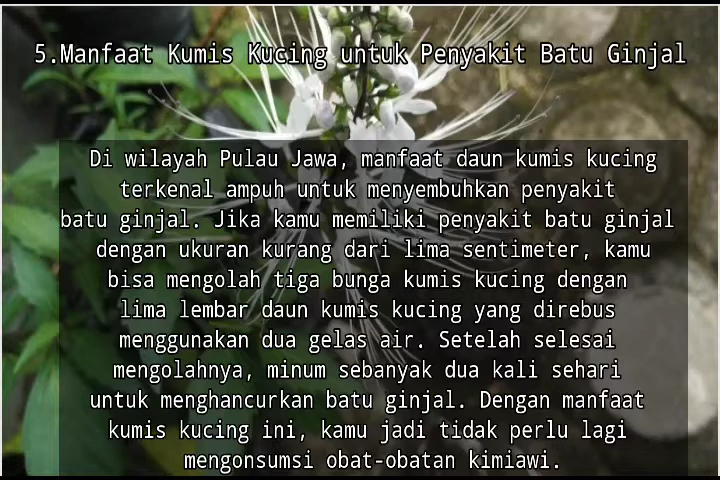 5.Manfaat Kumis Kucing untuk Penyakit Batu Ginjal
Di wilayah Pulau Jawa, manfaat daun kumis kucing
terkenal ampuh untuk menyembuhkan penyakit
batu ginjal. Jika kamu memiliki penyakit batu ginjal
dengan ukuran kurang dari lima sentimeter, kamu
bisa mengolah tiga bunga kumis kucing dengan
lima lembar daun kumis kucing yang direbus
menggunakan dua gelas air. Setelah selesai
mengolahnya, minum sebanyak dua kali sehari
untuk menghancurkan batu ginjal. Dengan manfaat
kumis kucing ini, kamu jadi tidak perlu lagi
mengonsumsi obat-obatan kimiawi.